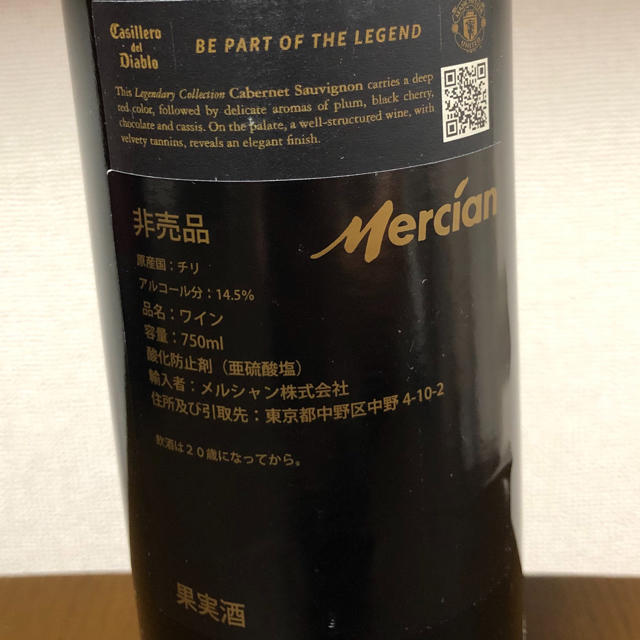 Casillero
del
Diablo
BE PART OF THE LEGEND
This Legendary Collection Cabernet Sauvignon carries a deep
red color, followed by delicate aromas of plum, black cherry,
chocolate and cassis. On the palate, a well-structured wine, with
velvety tannins, reveals an elegant finish.
非売品
Mercian
原産国：チリ
アルコール分：14.5%
品名：ワイン
容量：750ml
酸化防止剤（亜硫酸塩）
輸入者：メルシャン株式会社
住所及び引取先：東京都中野区中野 4-10-2
飲酒は２０歳になってから。
果実酒